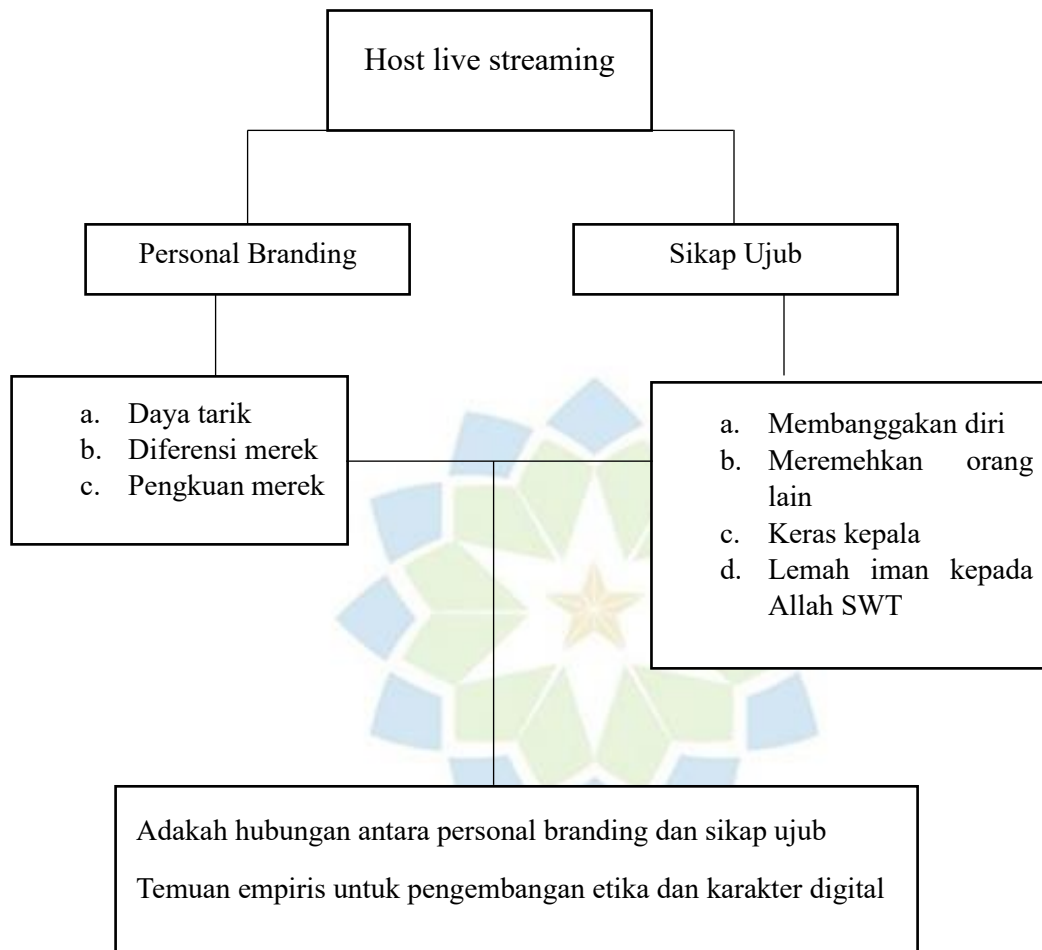 Host live streaming
Personal Branding
Sikap Ujub
a. Daya tarik
b. Diferensi merek
c. Pengkuan merek
a. Membanggakan diri
b. Meremehkan orang
lain
c. Keras kepala
d. Lemah iman kepada
Allah SWT
Adakah hubungan antara personal branding dan sikap ujub
Temuan empiris untuk pengembangan etika dan karakter digital